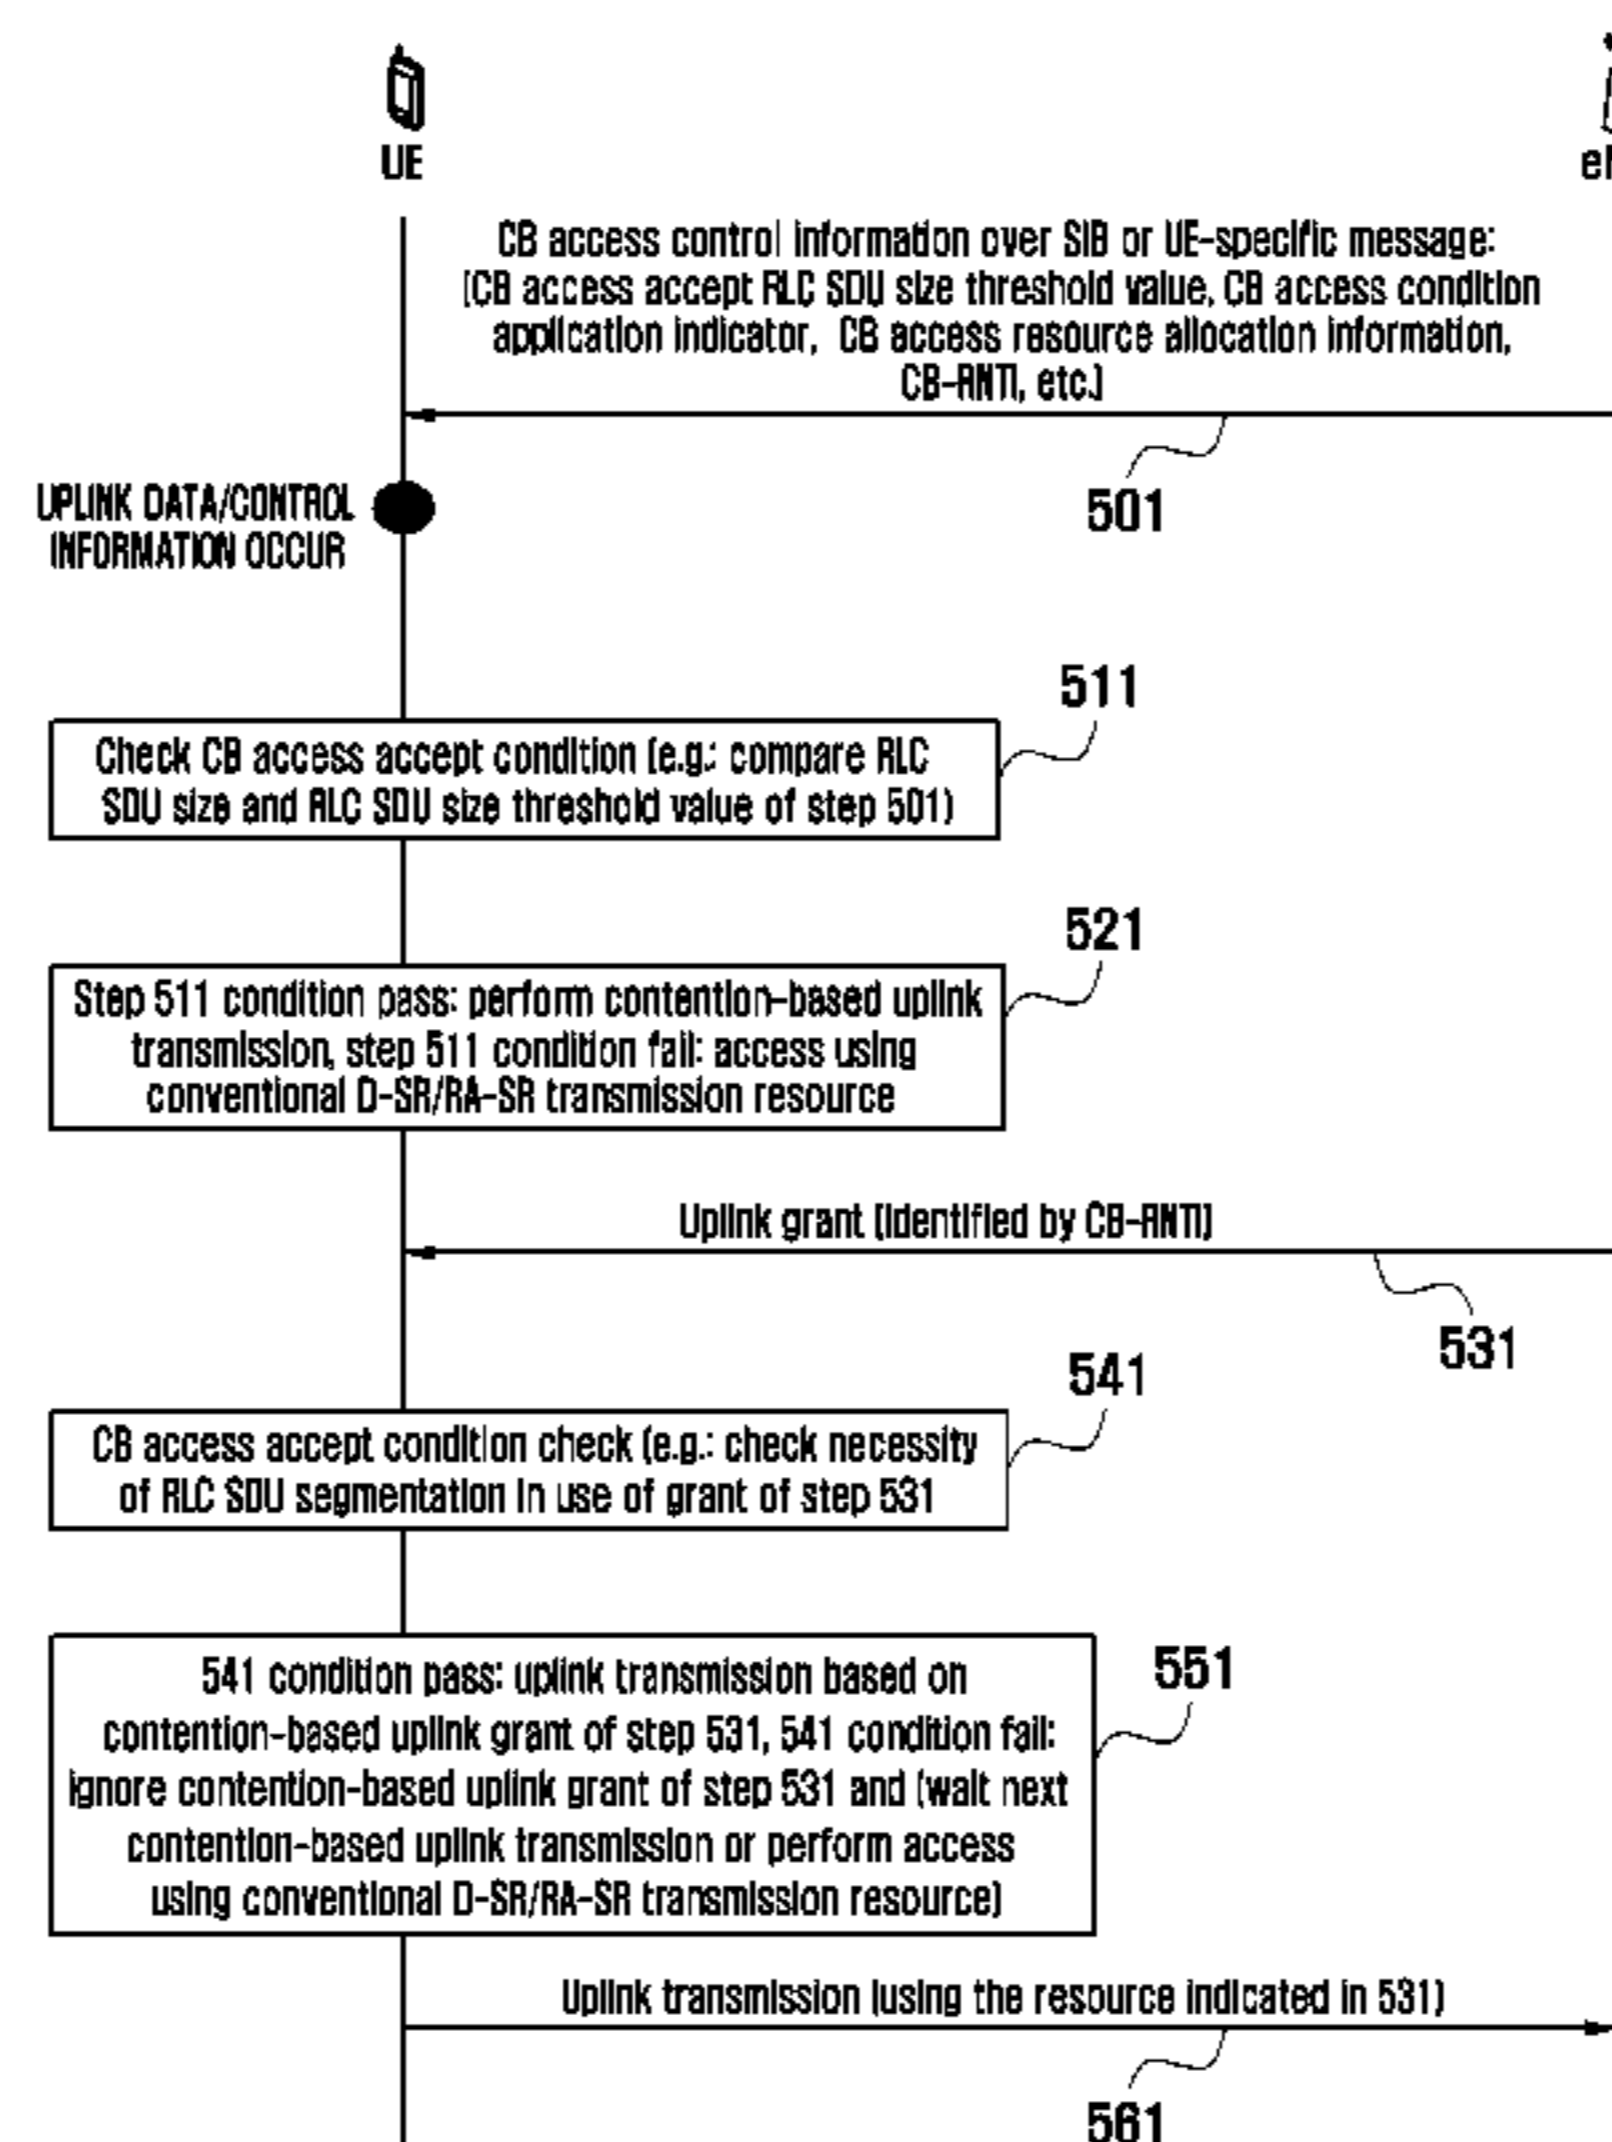 UE
CB access control information over SIB or UE-specific message:
(CB access accept RLC SDU size threshold value, CB access condition
application indicator, CB access resource allocation information,
CB-RNTI, etc.)
501
UPLINK DATA/CONTROL
INFORMATION OCCUR
511
Check CB access accept condition (e.g.: compare RLC
SDU size and RLC SDU size threshold value of step 501)
521
Step 511 condition pass: perform contention-based uplink
transmission, step 511 condition fail: access using
conventional D-SR/RA-SR transmission resource
Uplink grant (identified by CB-RNTI)
531
541
CB access accept condition check (e.g.: check necessity
of RLC SDU segmentation in use of grant of step 531
551
541 condition pass: uplink transmission based on
contention-based uplink grant of step 531, 541 condition fail:
ignore contention-based uplink grant of step 531 and (wait next
contention-based uplink transmission or perform access
using conventional D-SR/RA-SR transmission resource)
Uplink transmission (using the resource indicated in 531)
561